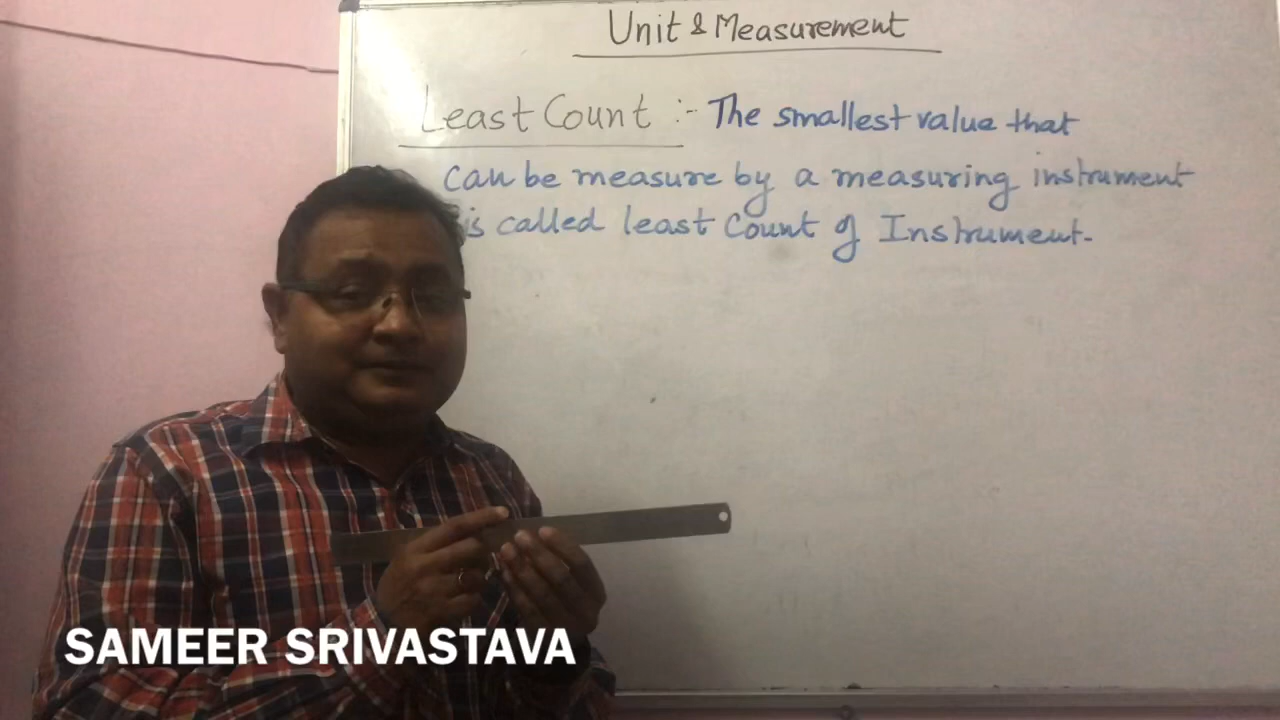 Unit & Measurement
Least Count :- The smallest value that
can be measure by a measuring instrument
is called least Count of Instrument.
SAMEER SRIVASTAVA